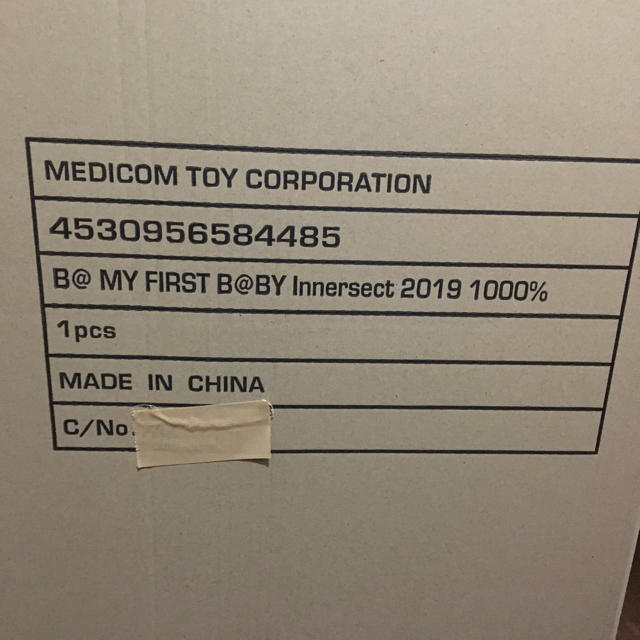 MEDICOM TOY CORPORATION
4530956584485
B@ MY FIRST B@BY Innersect 2019 1000%
1pcs
MADE IN CHINA
C/No.